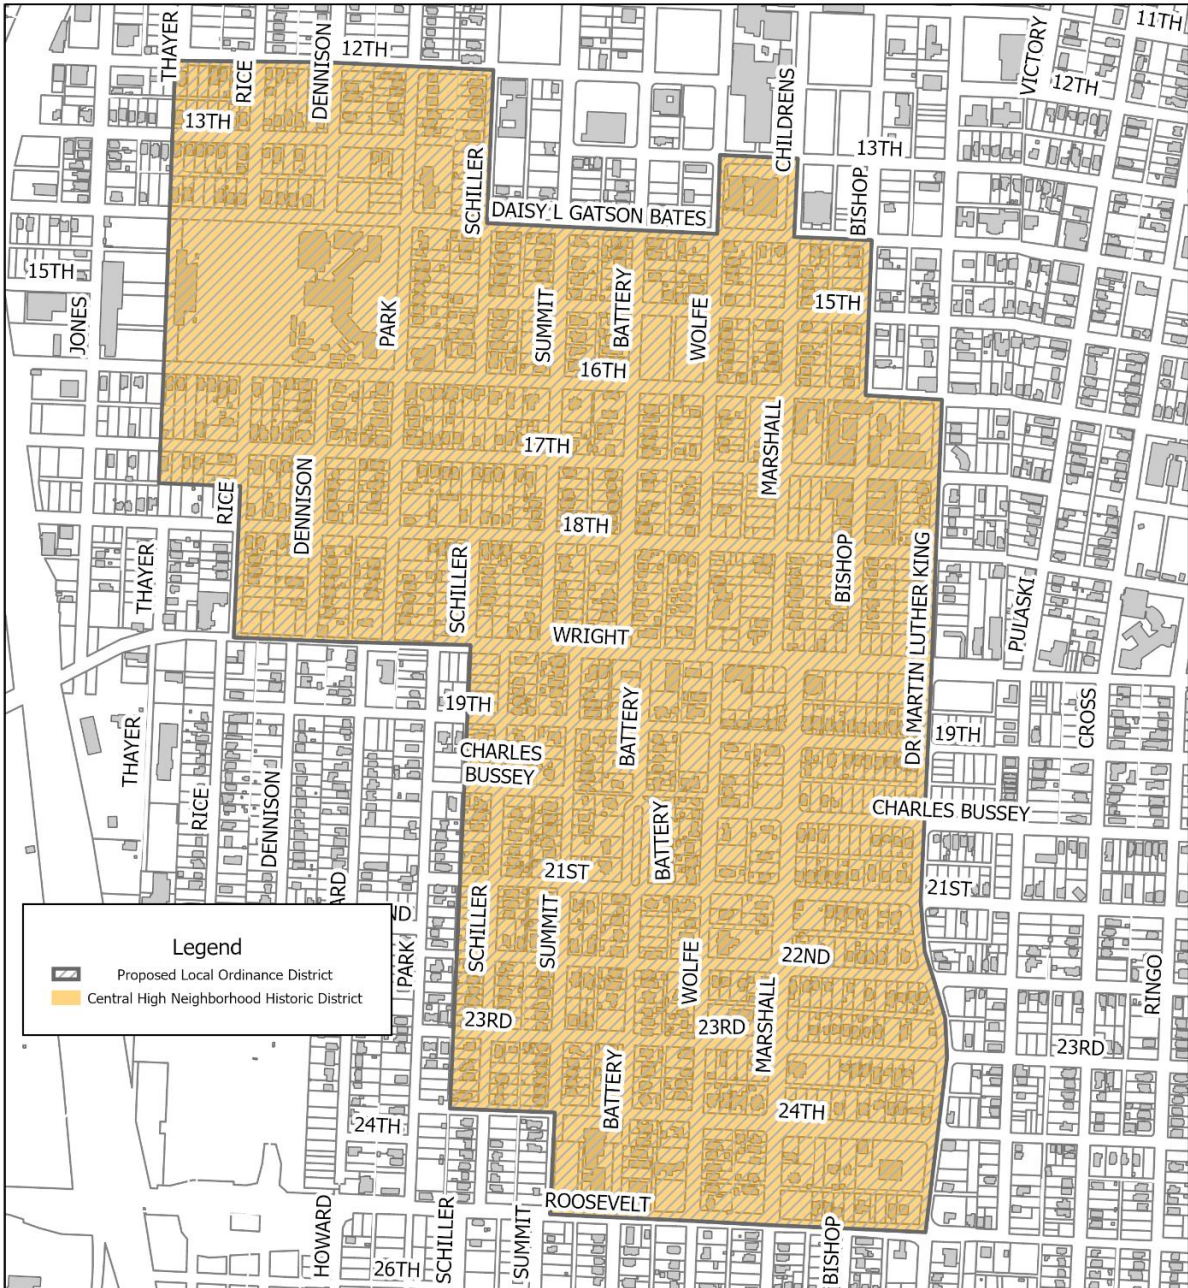 11TH
THAYER
RICE
DENNISON
12TH
VICTORY
12TH
CHILDRENS
13TH
13TH
BISHOP
SCHILLER
DAISY L GATSON BATES
15TH
JONES
PARK
SUMMIT
BATTERY
WOLFE
15TH
16TH
MARSHALL
17TH
RICE
DENNISON
18TH
THAYER
SCHILLER
BISHOP
DR MARTIN LUTHER KING
PULASKI
WRIGHT
19TH
BATTERY
CROSS
19TH
THAYER
CHARLES
BUSSEY
RICE
DENNISON
CHARLES BUSSEY
BATTERY
21ST
21ST
ARD
ND
PARK
SCHILLER
SUMMIT
WOLFE
22ND
RINGO
Legend
Proposed Local Ordinance District
Central High Neighborhood Historic District
23RD
23RD
MARSHALL
23RD
BATTERY
24TH
24TH
ROOSEVELT
HOWARD
SCHILLER
SUMMIT
BISHOP
26TH